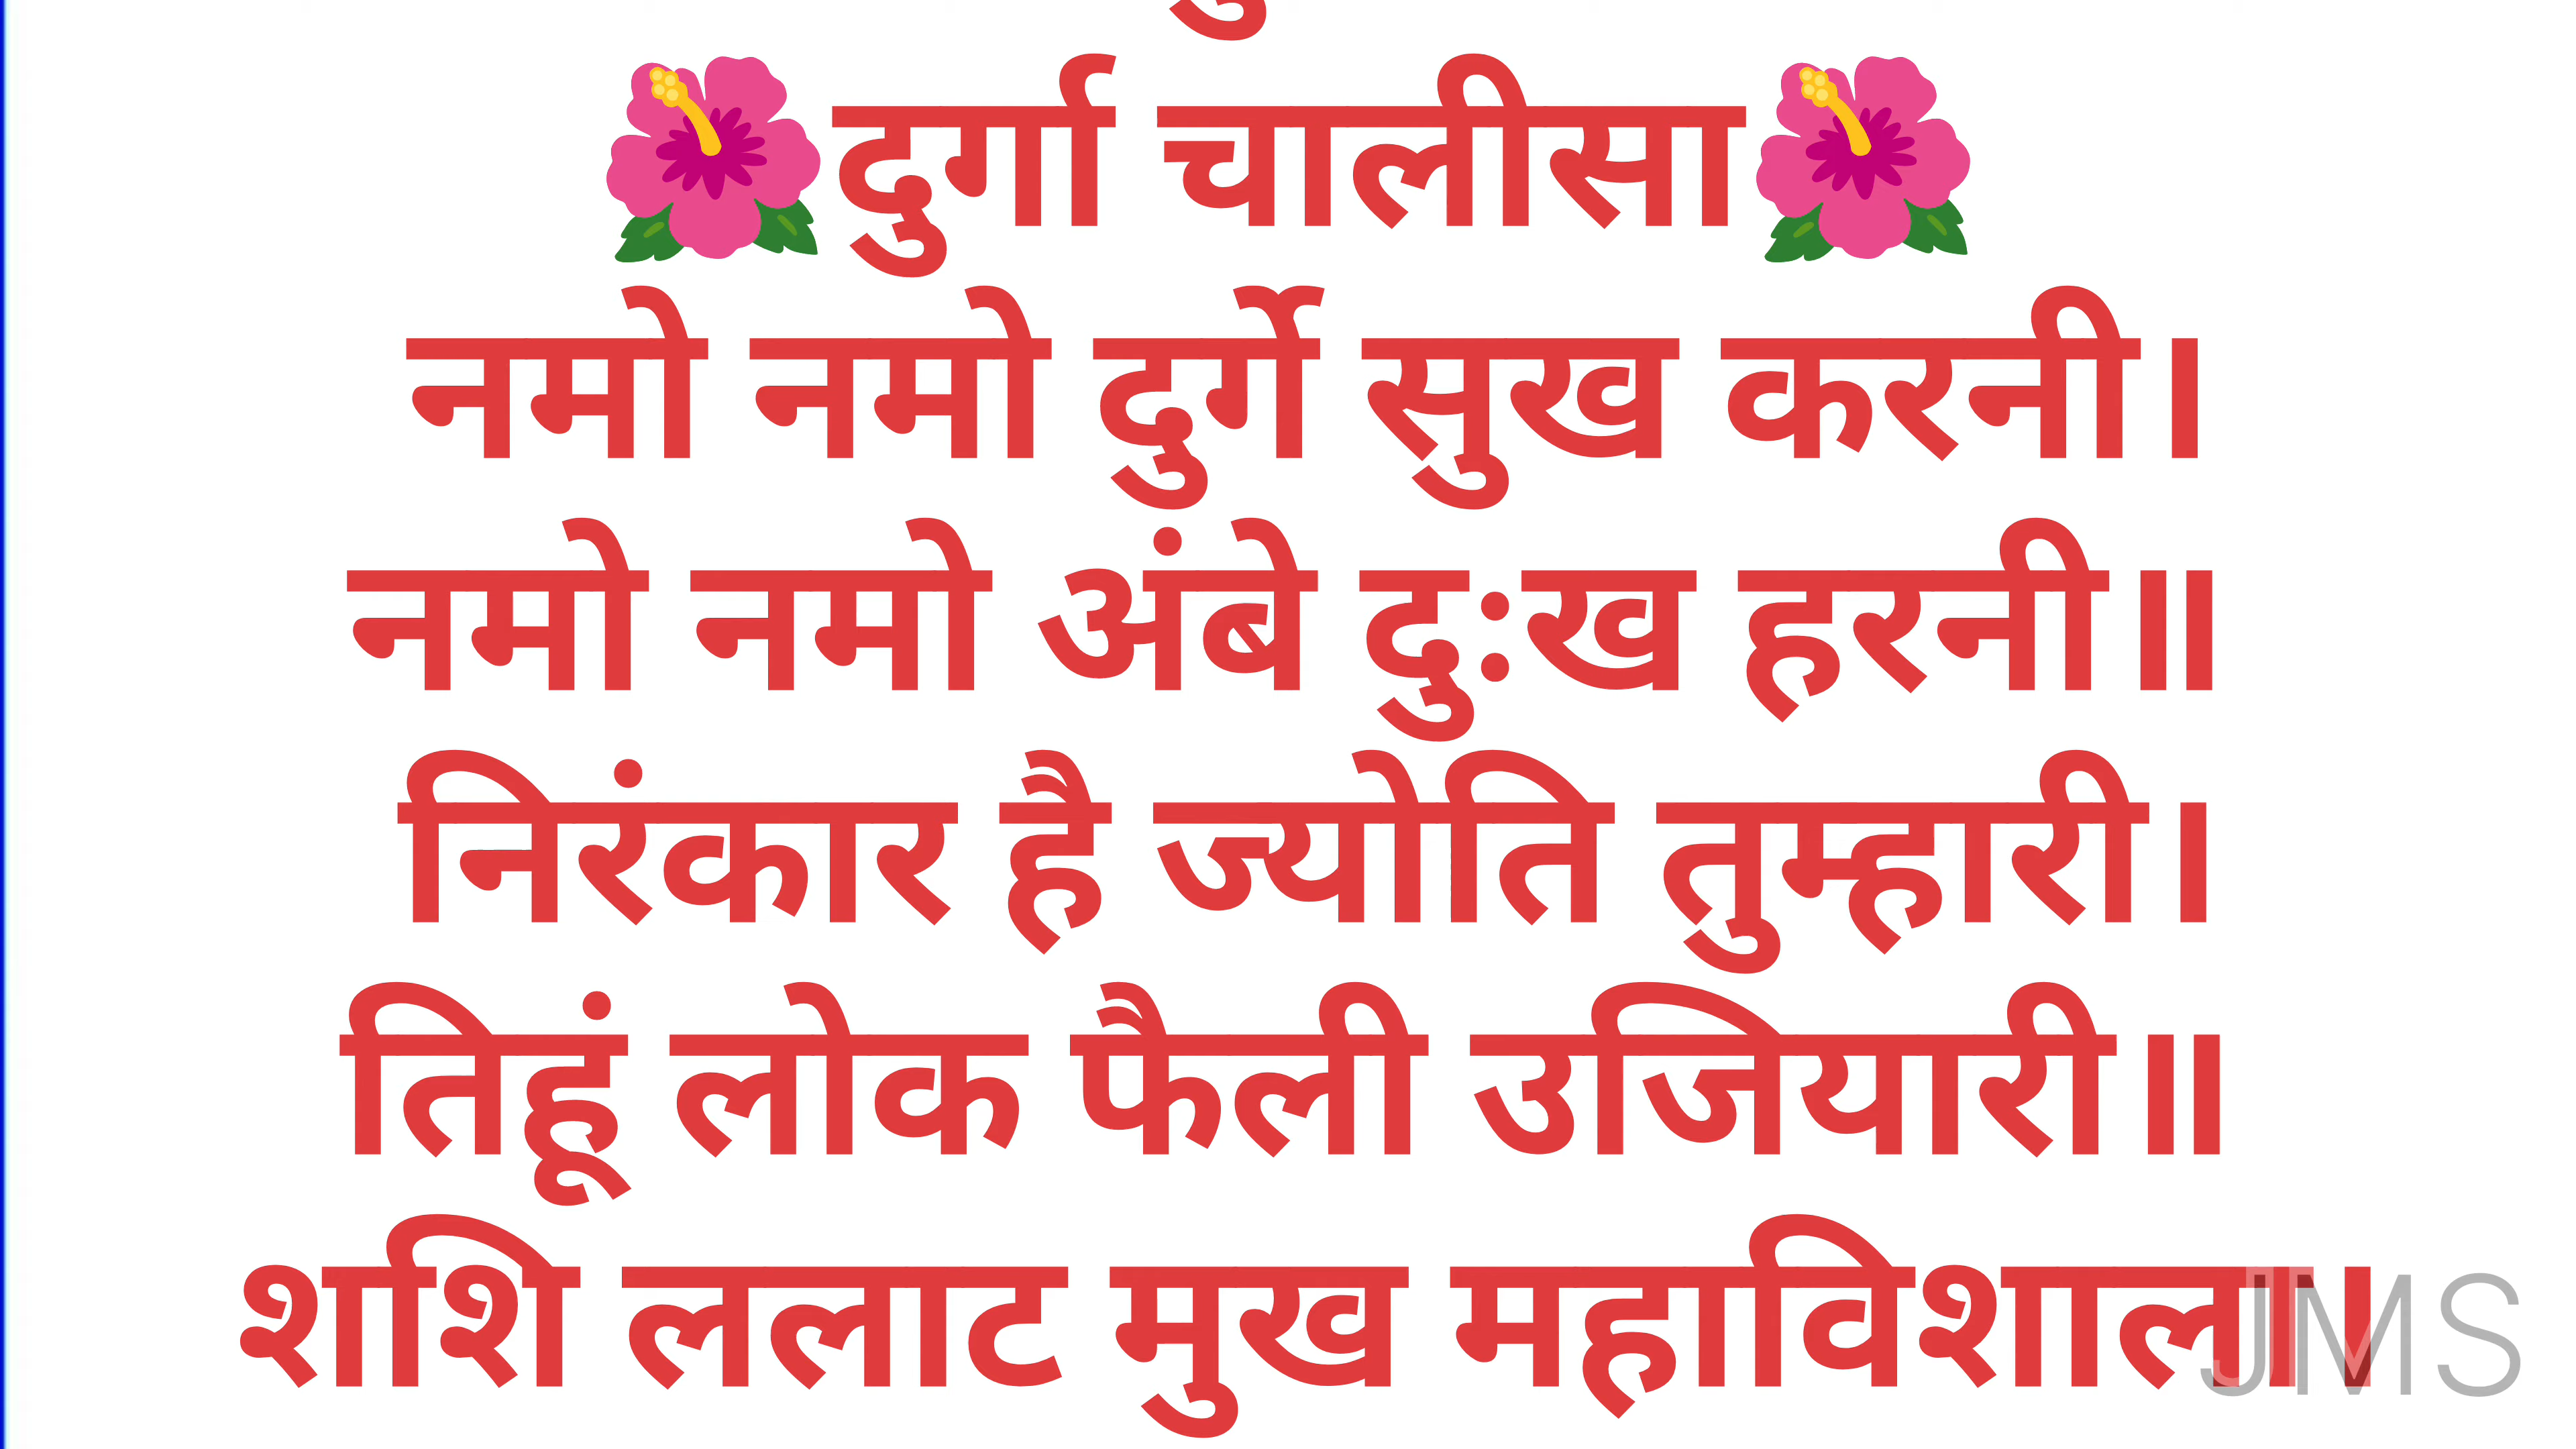 🌺दुर्गा चालीसा🌺
नमो नमो दुर्गे सुख करनी।
नमो नमो अंबे दु:ख हरनी॥
निरंकार है ज्योति तुम्हारी।
तिहूं लोक फैली उजियारी॥
शशि ललाट मुख महाविशाला।
JMS